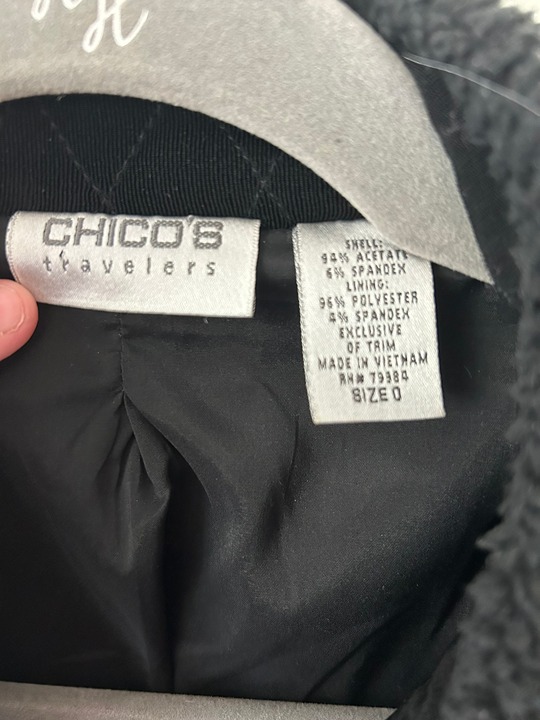 CHICO'S
travelers
SHELL:
94% ACETATE
6% SPANDEX
LINING:
96% POLYESTER
4% SPANDEX
EXCLUSIVE
OF TRIM
MADE IN VIETNAM
RN# 79984
SIZE 0